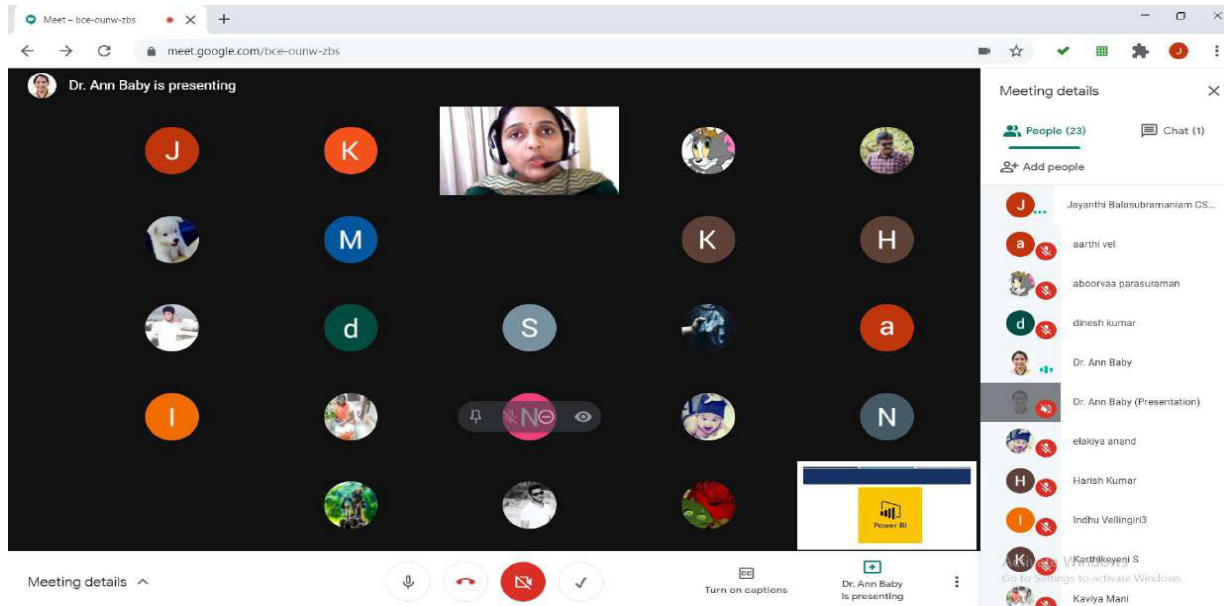 Meet – bce-ounw-zbs
meet.google.com/bce-ounw-zbs
J
Dr. Ann Baby is presenting
J
K
M
K
H
d
S
a
I
N
N
Power BI
Meeting details
People (23)
Chat (1)
Add people
J
Jayanthi Balasubramaniam CS...
a
aarthi vel
aboorvaa parasuraman
d
dinesh kumar
Dr. Ann Baby
Dr. Ann Baby (Presentation)
elakiya anand
H
Harish Kumar
I
Indhu Vellingiri3
K
Karthikeyeni S
Activate Windows
Go to Settings to activate Windows.
Kaviya Mani
Meeting details
CC
Turn on captions
Dr. Ann Baby
is presenting